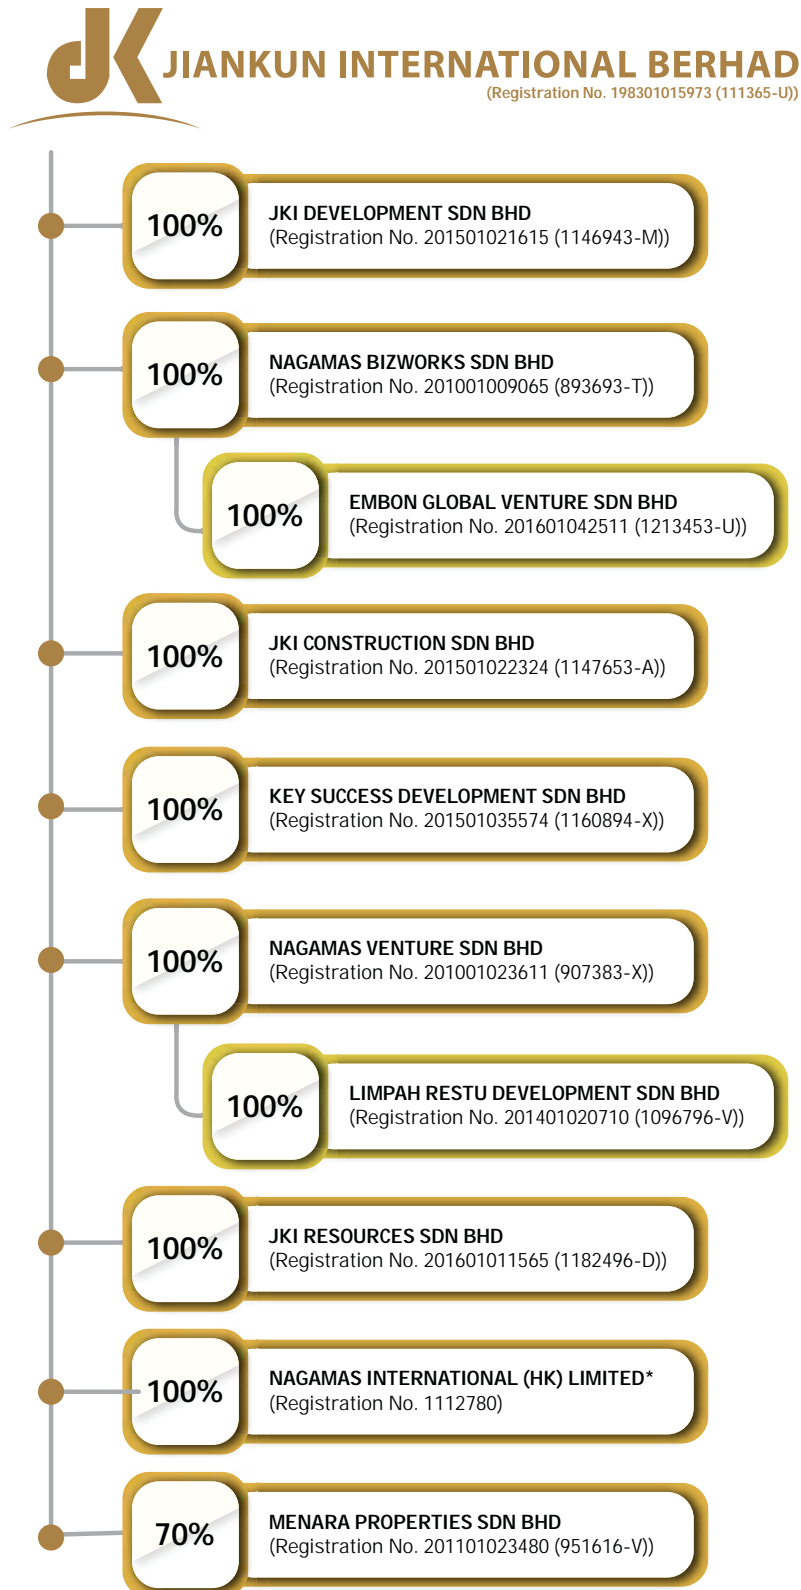 JK
JIANKUN INTERNATIONAL BERHAD
(Registration No. 198301015973 (111365-U))
100%
JKI DEVELOPMENT SDN BHD
(Registration No. 201501021615 (1146943-M))
100%
NAGAMAS BIZWORKS SDN BHD
(Registration No. 201001009065 (893693-T))
100%
EMBON GLOBAL VENTURE SDN BHD
(Registration No. 201601042511 (1213453-U))
100%
JKI CONSTRUCTION SDN BHD
(Registration No. 201501022324 (1147653-A))
100%
KEY SUCCESS DEVELOPMENT SDN BHD
(Registration No. 201501035574 (1160894-X))
100%
NAGAMAS VENTURE SDN BHD
(Registration No. 201001023611 (907383-X))
100%
LIMPAH RESTU DEVELOPMENT SDN BHD
(Registration No. 201401020710 (1096796-V))
100%
JKI RESOURCES SDN BHD
(Registration No. 201601011565 (1182496-D))
100%
NAGAMAS INTERNATIONAL (HK) LIMITED*
(Registration No. 1112780)
70%
MENARA PROPERTIES SDN BHD
(Registration No. 201101023480 (951616-V))